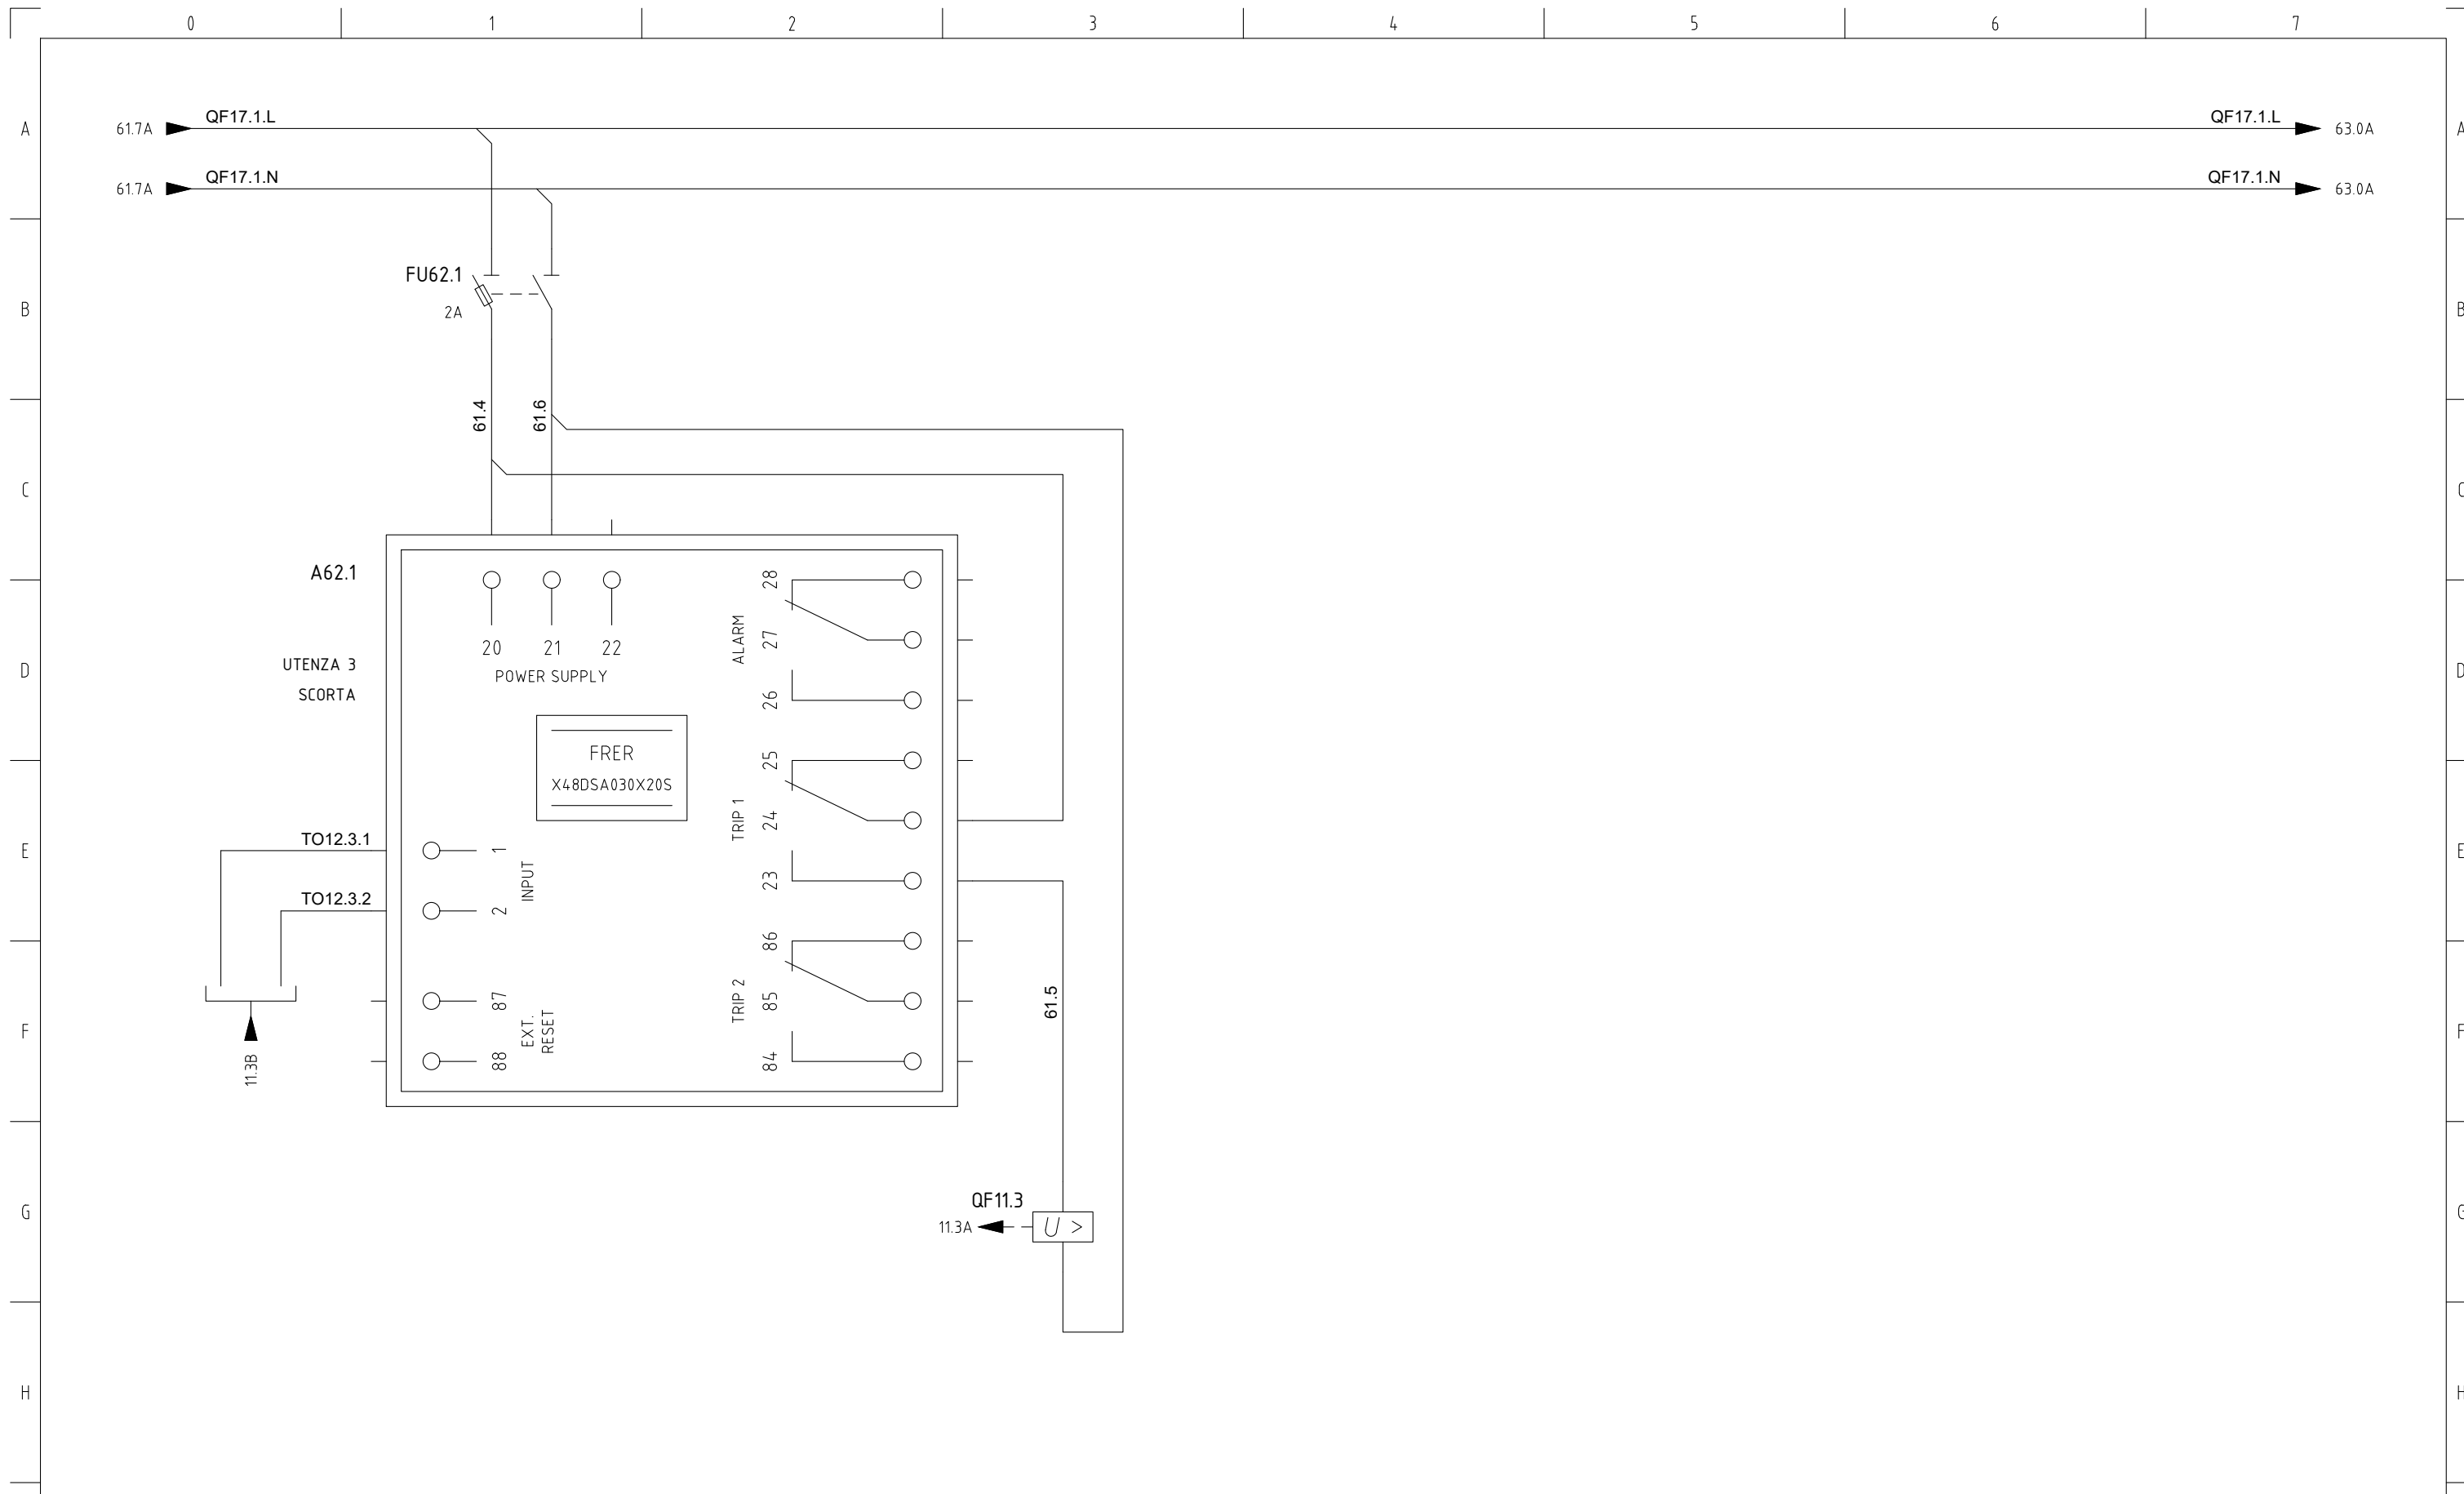 0 1 2 3 4 5 6 7
A 61.7A QF17.1.L QF17.1.L 63.0A A
61.7A QF17.1.N QF17.1.N 63.0A
FU62.1
B 2A B
61.4 61.6
C C
A62.1
20 21 22
POWER SUPPLY
UTENZA 3
SCORTA
D D
FRER
X48DSA030X20S
28
27
26
ALARM
25
24
23
TRIP 1
86
85
84
TRIP 2
E TO12.3.1 E
TO12.3.2
1
2
INPUT
87
88
EXT.
RESET
F F
11.3B
61.5
QF11.3
G 11.3A U > G
H H